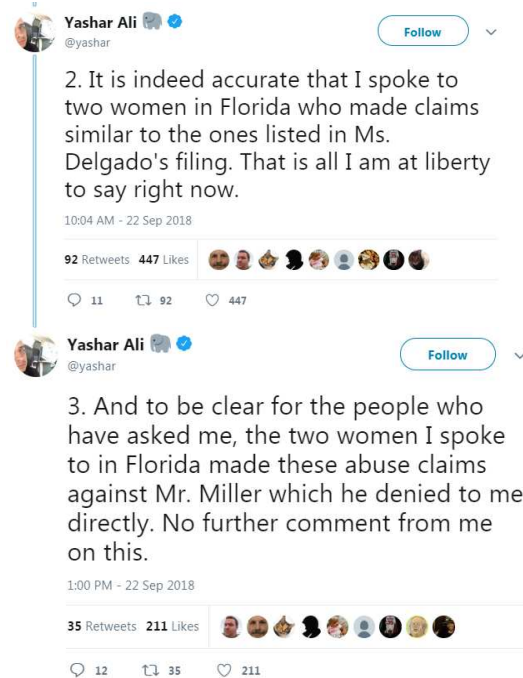 Yashar Ali
@yashar
Follow
2. It is indeed accurate that I spoke to
two women in Florida who made claims
similar to the ones listed in Ms.
Delgado's filing. That is all I am at liberty
to say right now.
10:04 AM - 22 Sep 2018
92 Retweets 447 Likes
11 92 447
Yashar Ali
@yashar
Follow
3. And to be clear for the people who
have asked me, the two women I spoke
to in Florida made these abuse claims
against Mr. Miller which he denied to me
directly. No further comment from me
on this.
1:00 PM - 22 Sep 2018
35 Retweets 211 Likes
12 35 211